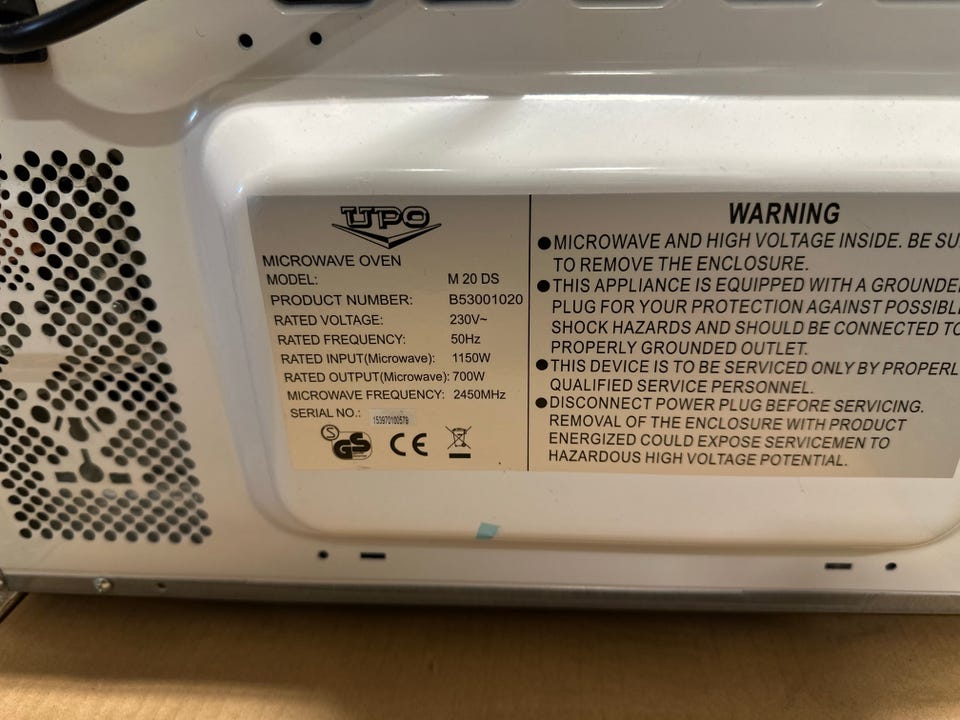 UPO
MICROWAVE OVEN
MODEL: M 20 DS
PRODUCT NUMBER: B53001020
RATED VOLTAGE: 230V~
RATED FREQUENCY: 50Hz
RATED INPUT(Microwave): 1150W
RATED OUTPUT(Microwave): 700W
MICROWAVE FREQUENCY: 2450MHz
SERIAL NO.:
S GS CE
WARNING
●MICROWAVE AND HIGH VOLTAGE INSIDE. BE SU
TO REMOVE THE ENCLOSURE.
●THIS APPLIANCE IS EQUIPPED WITH A GROUNDE
PLUG FOR YOUR PROTECTION AGAINST POSSIBL
SHOCK HAZARDS AND SHOULD BE CONNECTED TO
PROPERLY GROUNDED OUTLET.
●THIS DEVICE IS TO BE SERVICED ONLY BY PROPERL
QUALIFIED SERVICE PERSONNEL.
●DISCONNECT POWER PLUG BEFORE SERVICING.
REMOVAL OF THE ENCLOSURE WITH PRODUCT
ENERGIZED COULD EXPOSE SERVICEMEN TO
HAZARDOUS HIGH VOLTAGE POTENTIAL.